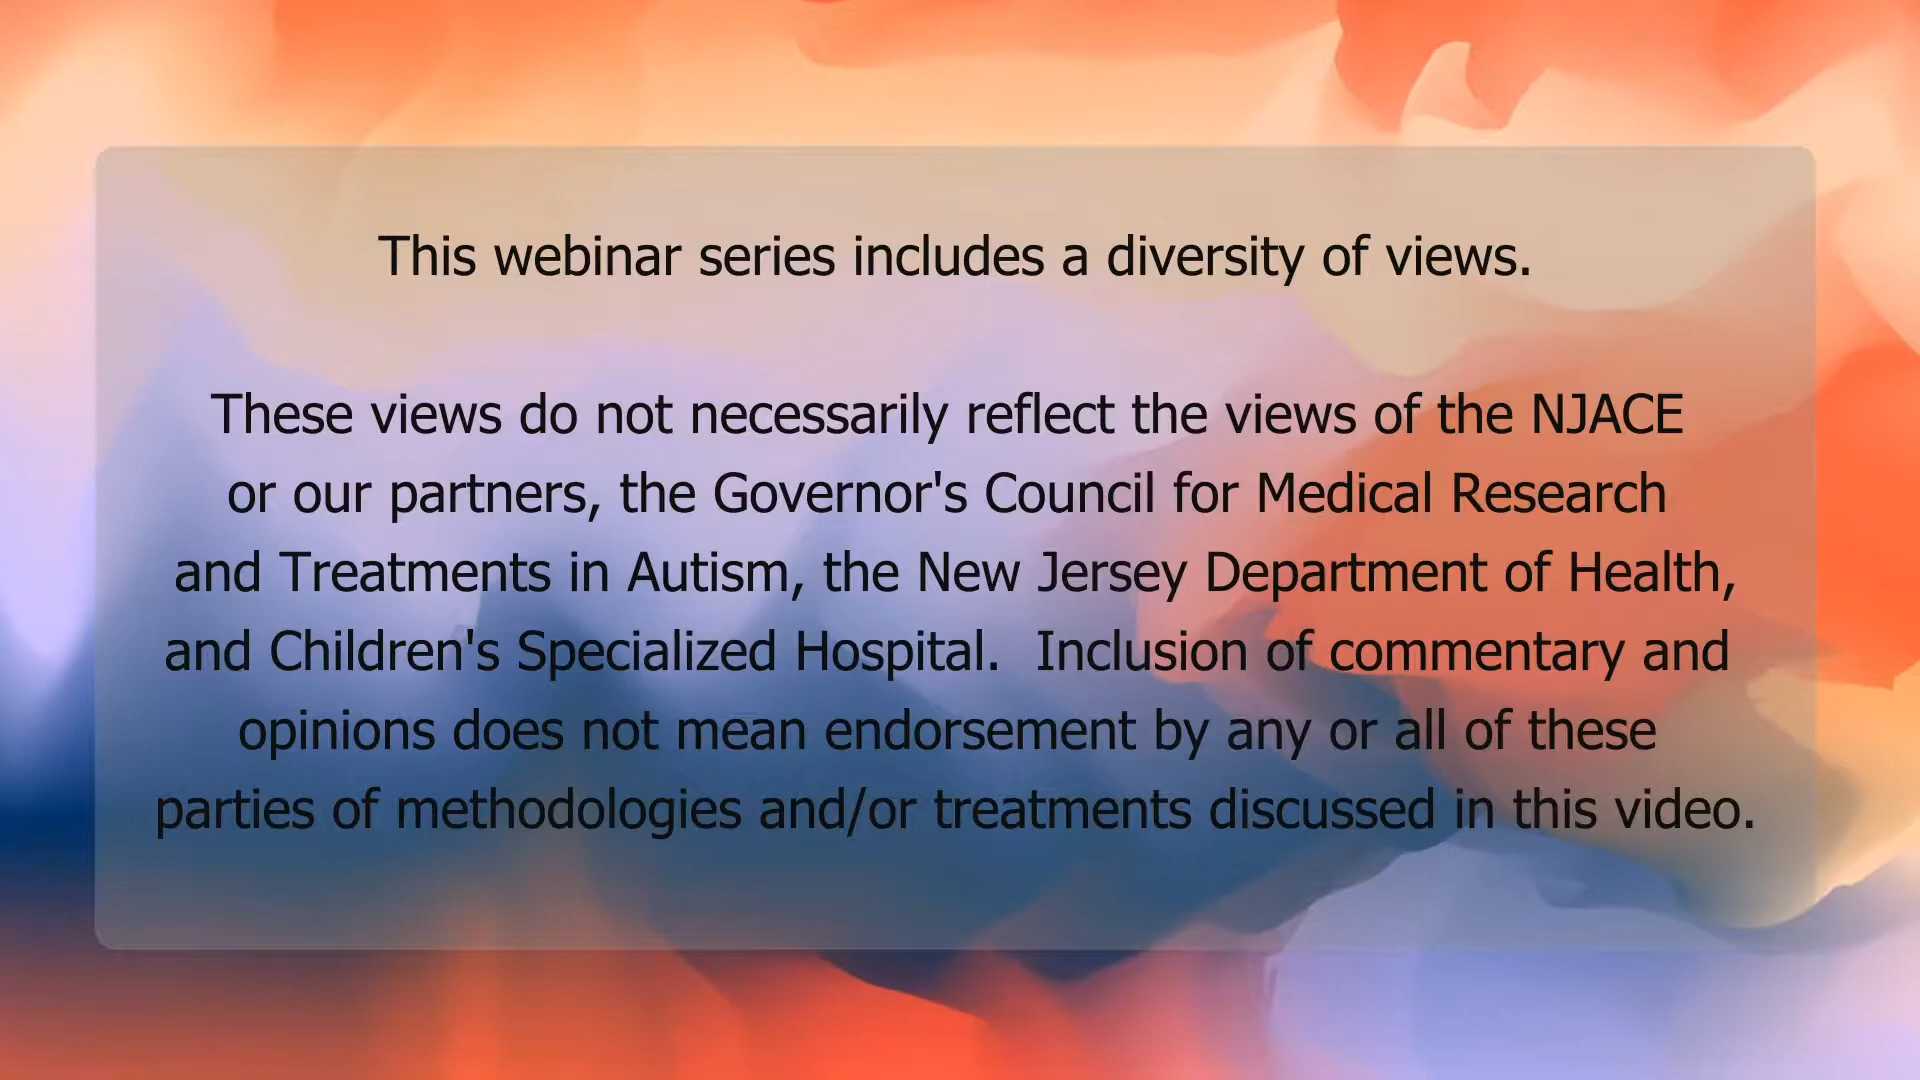 This webinar series includes a diversity of views.
These views do not necessarily reflect the views of the NJACE
or our partners, the Governor's Council for Medical Research
and Treatments in Autism, the New Jersey Department of Health,
and Children's Specialized Hospital.  Inclusion of commentary and
opinions does not mean endorsement by any or all of these
parties of methodologies and/or treatments discussed in this video.